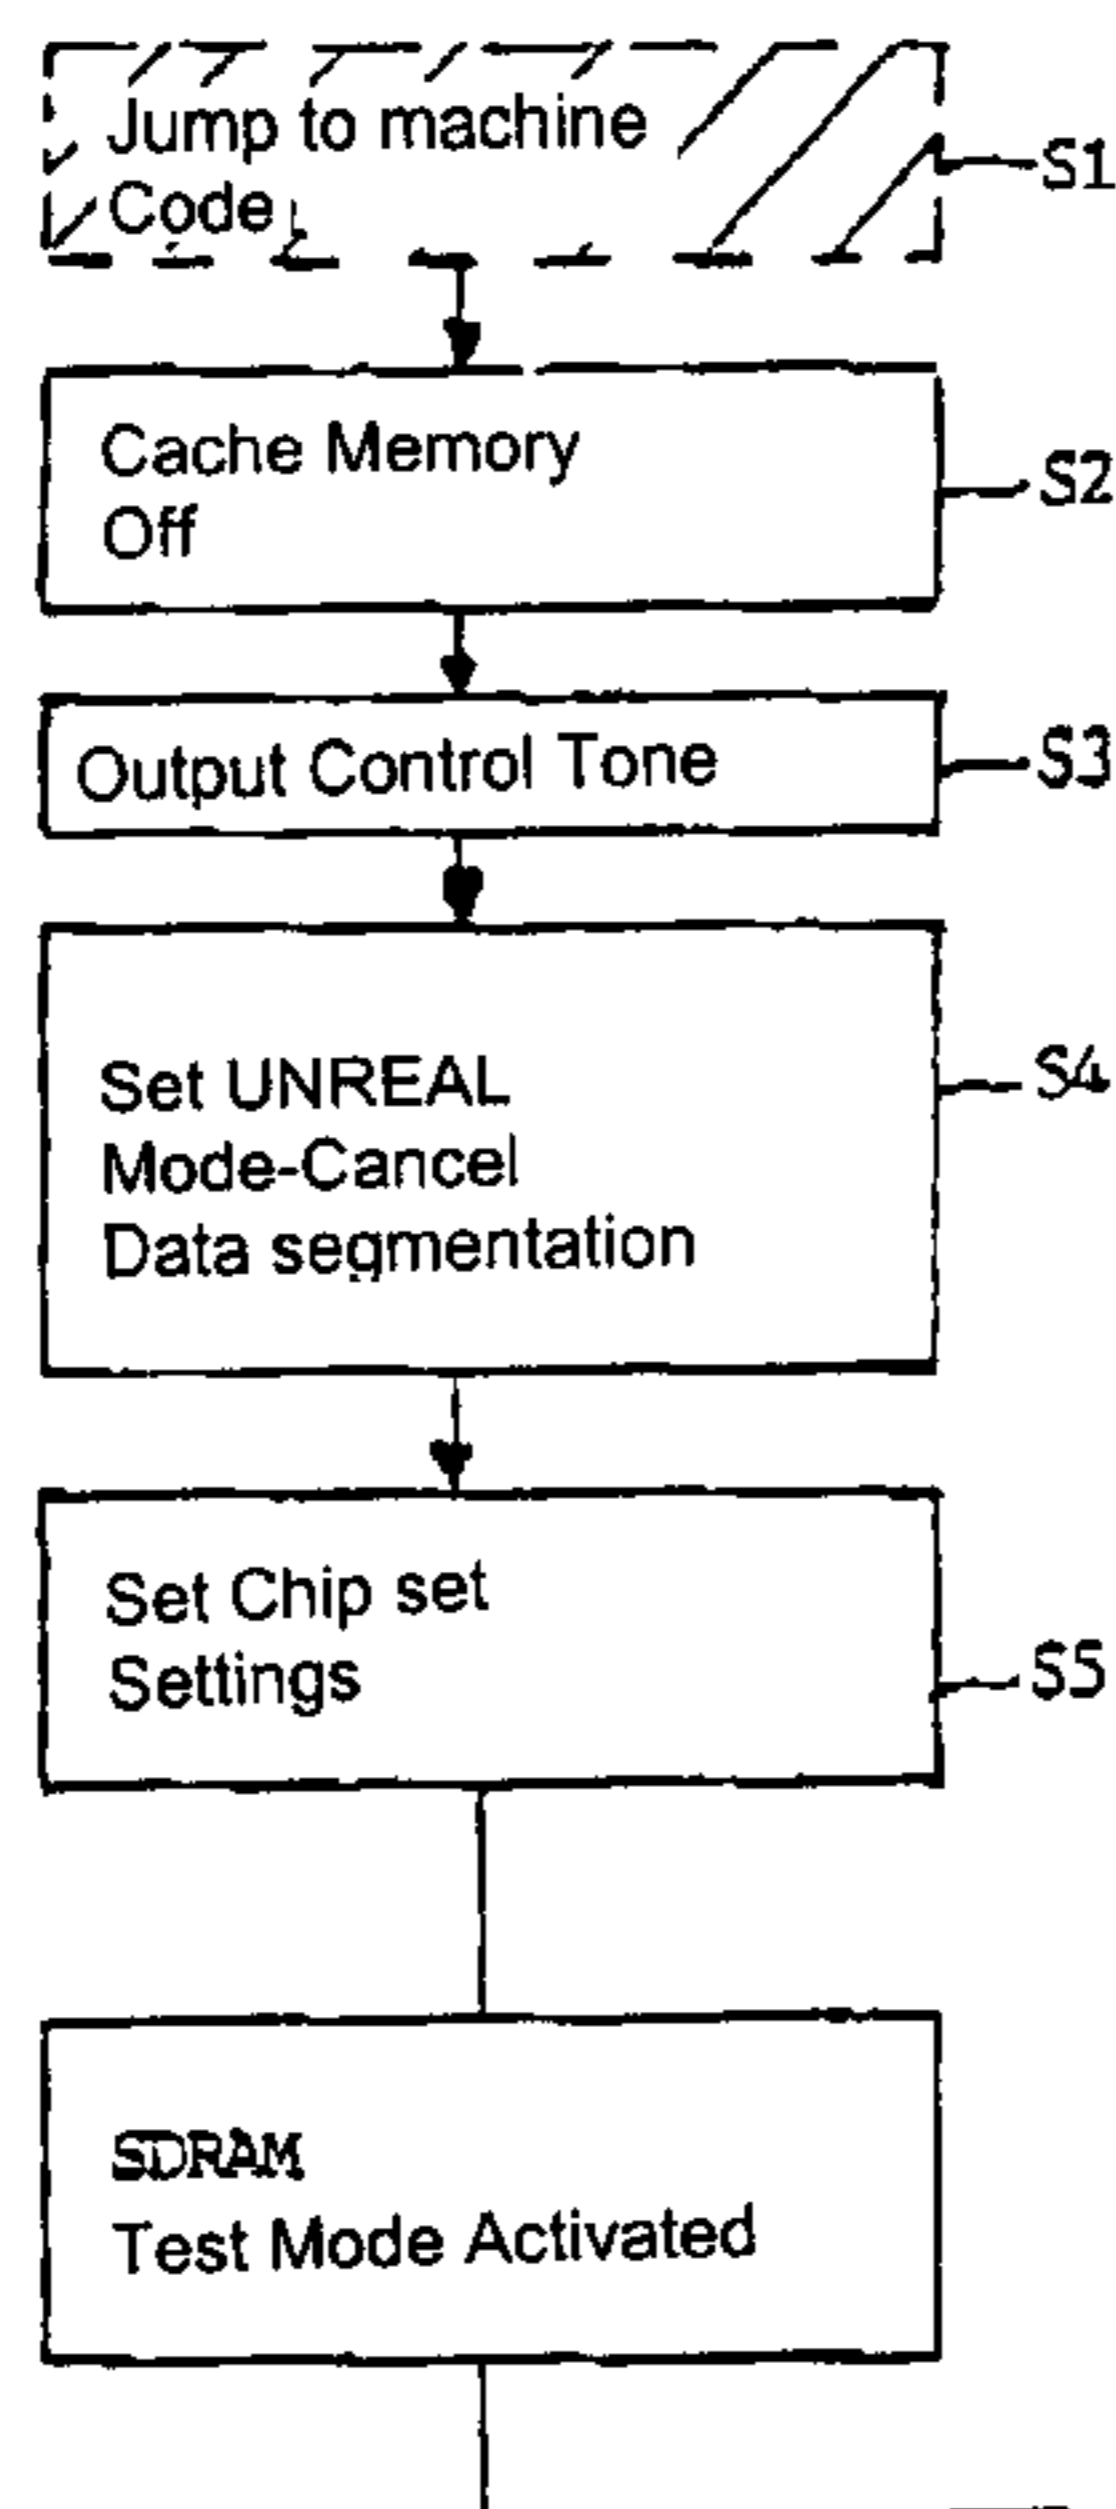 Jump to machine
Code
S1
Cache Memory
Off
S2
Output Control Tone
S3
Set UNREAL
Mode-Cancel
Data segmentation
S4
Set Chip set
Settings
S5
SDRAM
Test Mode Activated